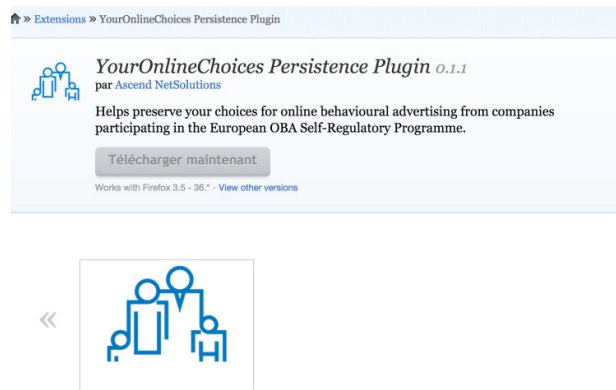 » Extensions » YourOnlineChoices Persistence Plugin
YourOnlineChoices Persistence Plugin 0.1.1
par Ascend NetSolutions
Helps preserve your choices for online behavioural advertising from companies
participating in the European OBA Self-Regulatory Programme.
Télécharger maintenant
Works with Firefox 3.5 - 36.* · View other versions
«